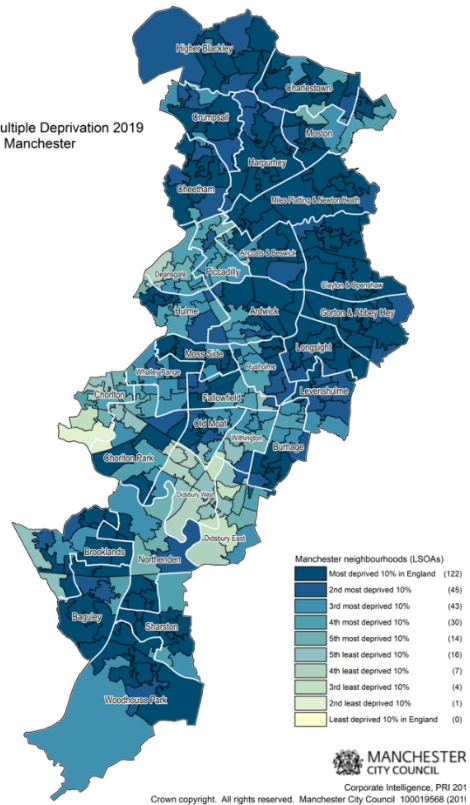 ultiple Deprivation 2019
Manchester
Higher Blackley
Charlestown
Crumpsall
Moston
Harpurhey
Cheetham
Miles Platting & Newton Heath
Ancoats & Beswick
Deansgate
Piccadilly
Clayton & Openshaw
Hulme
Ardwick
Gorton & Abbey Hey
Moss Side
Longsight
Whalley Range
Rusholme
Levenshulme
Chorlton
Fallowfield
Old Moat
Withington
Burnage
Chorlton Park
Didsbury West
Didsbury East
Brooklands
Northenden
Baguley
Sharston
Woodhouse Park
Manchester neighbourhoods (LSOAs)
Most deprived 10% in England (122)
2nd most deprived 10% (45)
3rd most deprived 10% (43)
4th most deprived 10% (30)
5th most deprived 10% (14)
5th least deprived 10% (16)
4th least deprived 10% (7)
3rd least deprived 10% (4)
2nd least deprived 10% (1)
Least deprived 10% in England (0)
MANCHESTER
CITY COUNCIL
Corporate Intelligence, PRI 201
Crown copyright. All rights reserved. Manchester City Council 100019568 (201